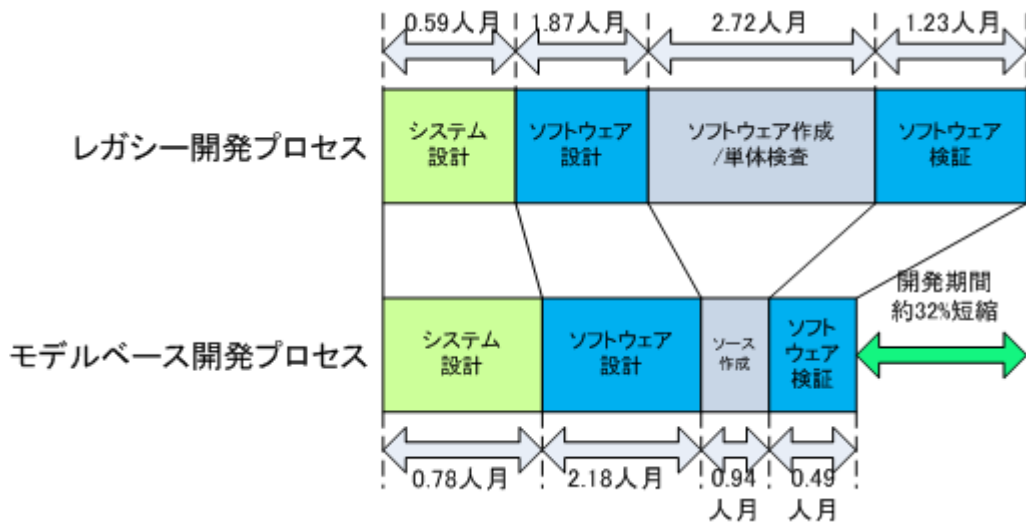 0.59人月
1.87人月
2.72人月
1.23人月
レガシー開発プロセス
システム
設計
ソフトウェア
設計
ソフトウェア作成
/単体検査
ソフトウェア
検証
開発期間
約32%短縮
モデルベース開発プロセス
システム
設計
ソフトウェア
設計
ソース
作成
ソフト
ウェア
検証
0.78人月
2.18人月
0.94
人月
0.49
人月